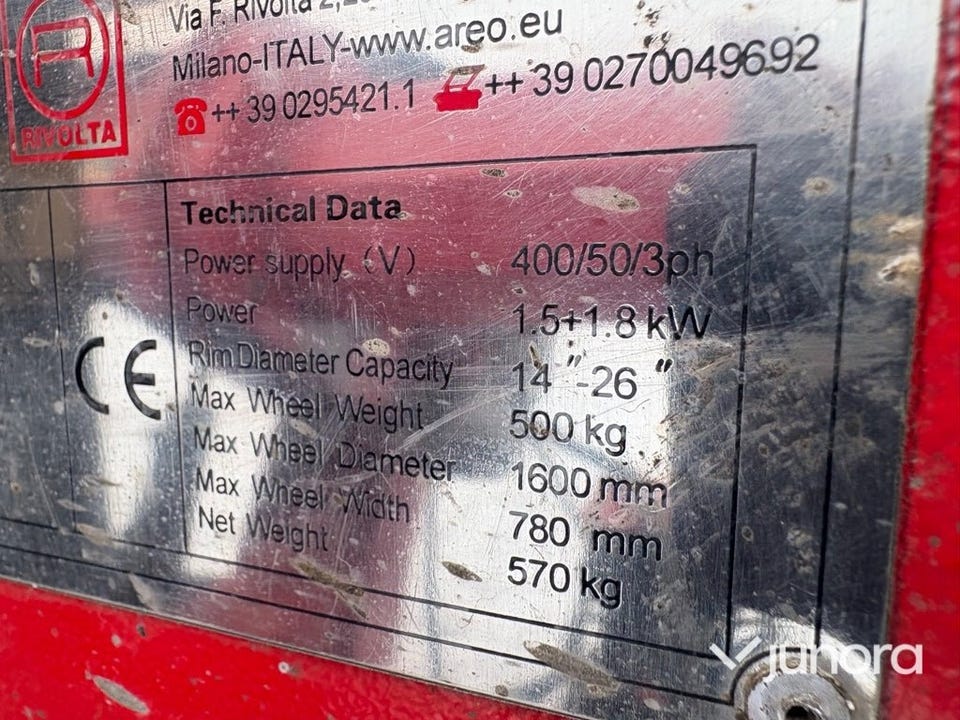 R
RIVOLTA
Via F. Rivolta 2,
Milano-ITALY-www.areo.eu
++ 39 0295421.1 ++ 39 0270049692
CE
Technical Data
Power supply (V) 400/50/3ph
Power 1.5+1.8 kW
Rim Diameter Capacity 14"-26"
Max Wheel Weight 500 kg
Max Wheel Diameter 1600 mm
Max Wheel Width 780 mm
Net Weight 570 kg
junora